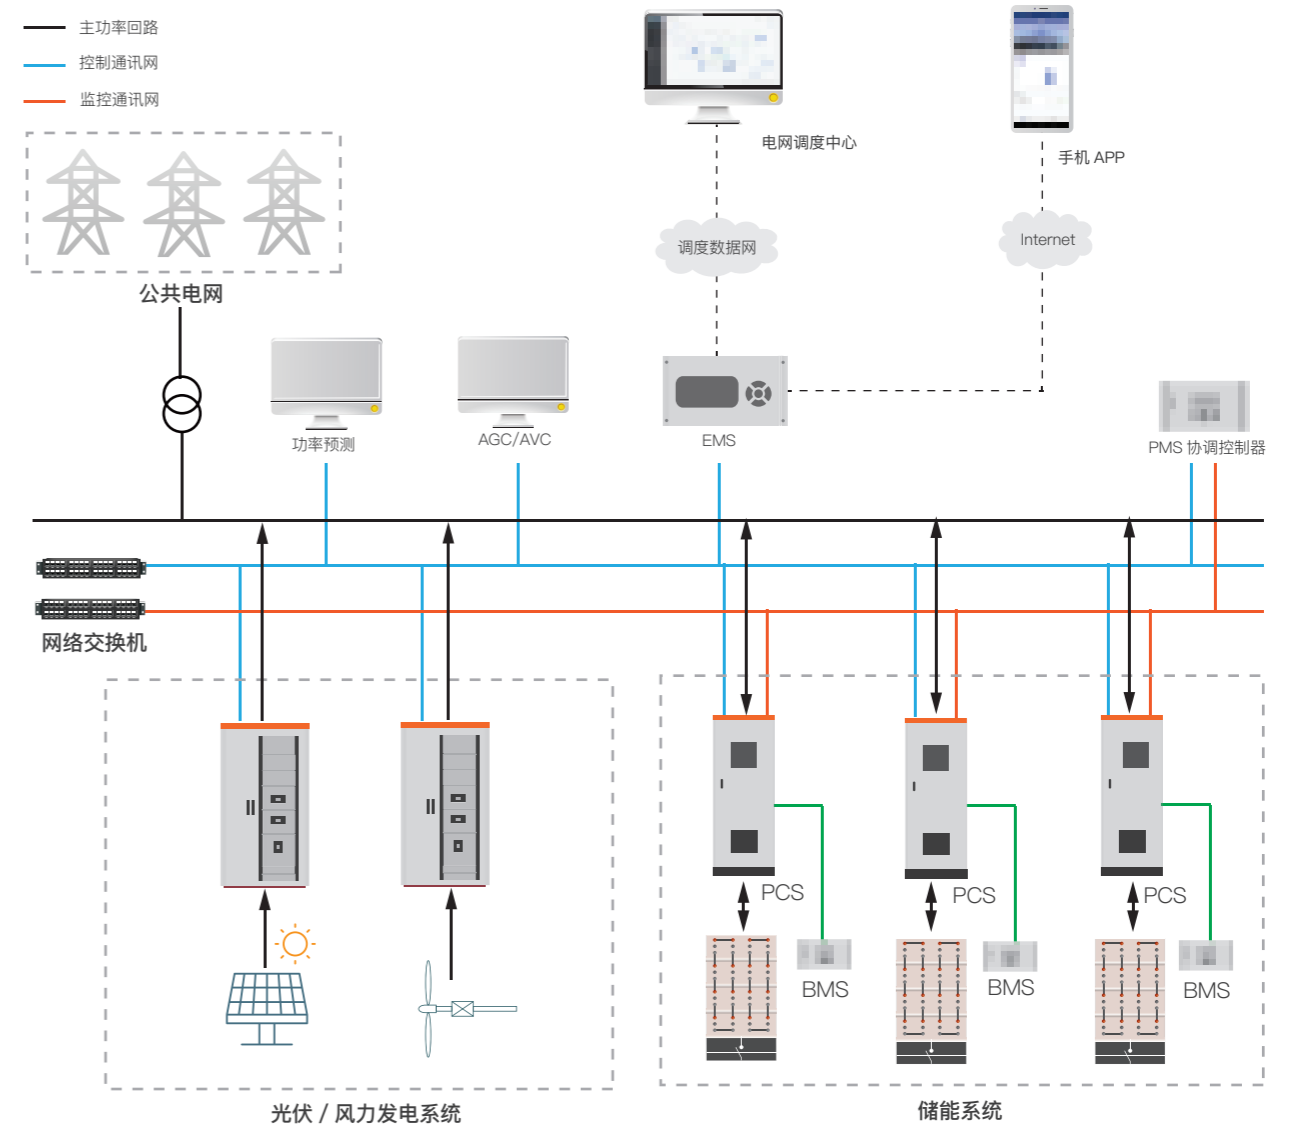 主功率回路
控制通讯网
监控通讯网
电网调度中心
手机 APP
调度数据网
Internet
公共电网
功率预测
AGC/AVC
EMS
PMS 协调控制器
网络交换机
PCS
PCS
PCS
BMS
BMS
BMS
光伏 / 风力发电系统
储能系统